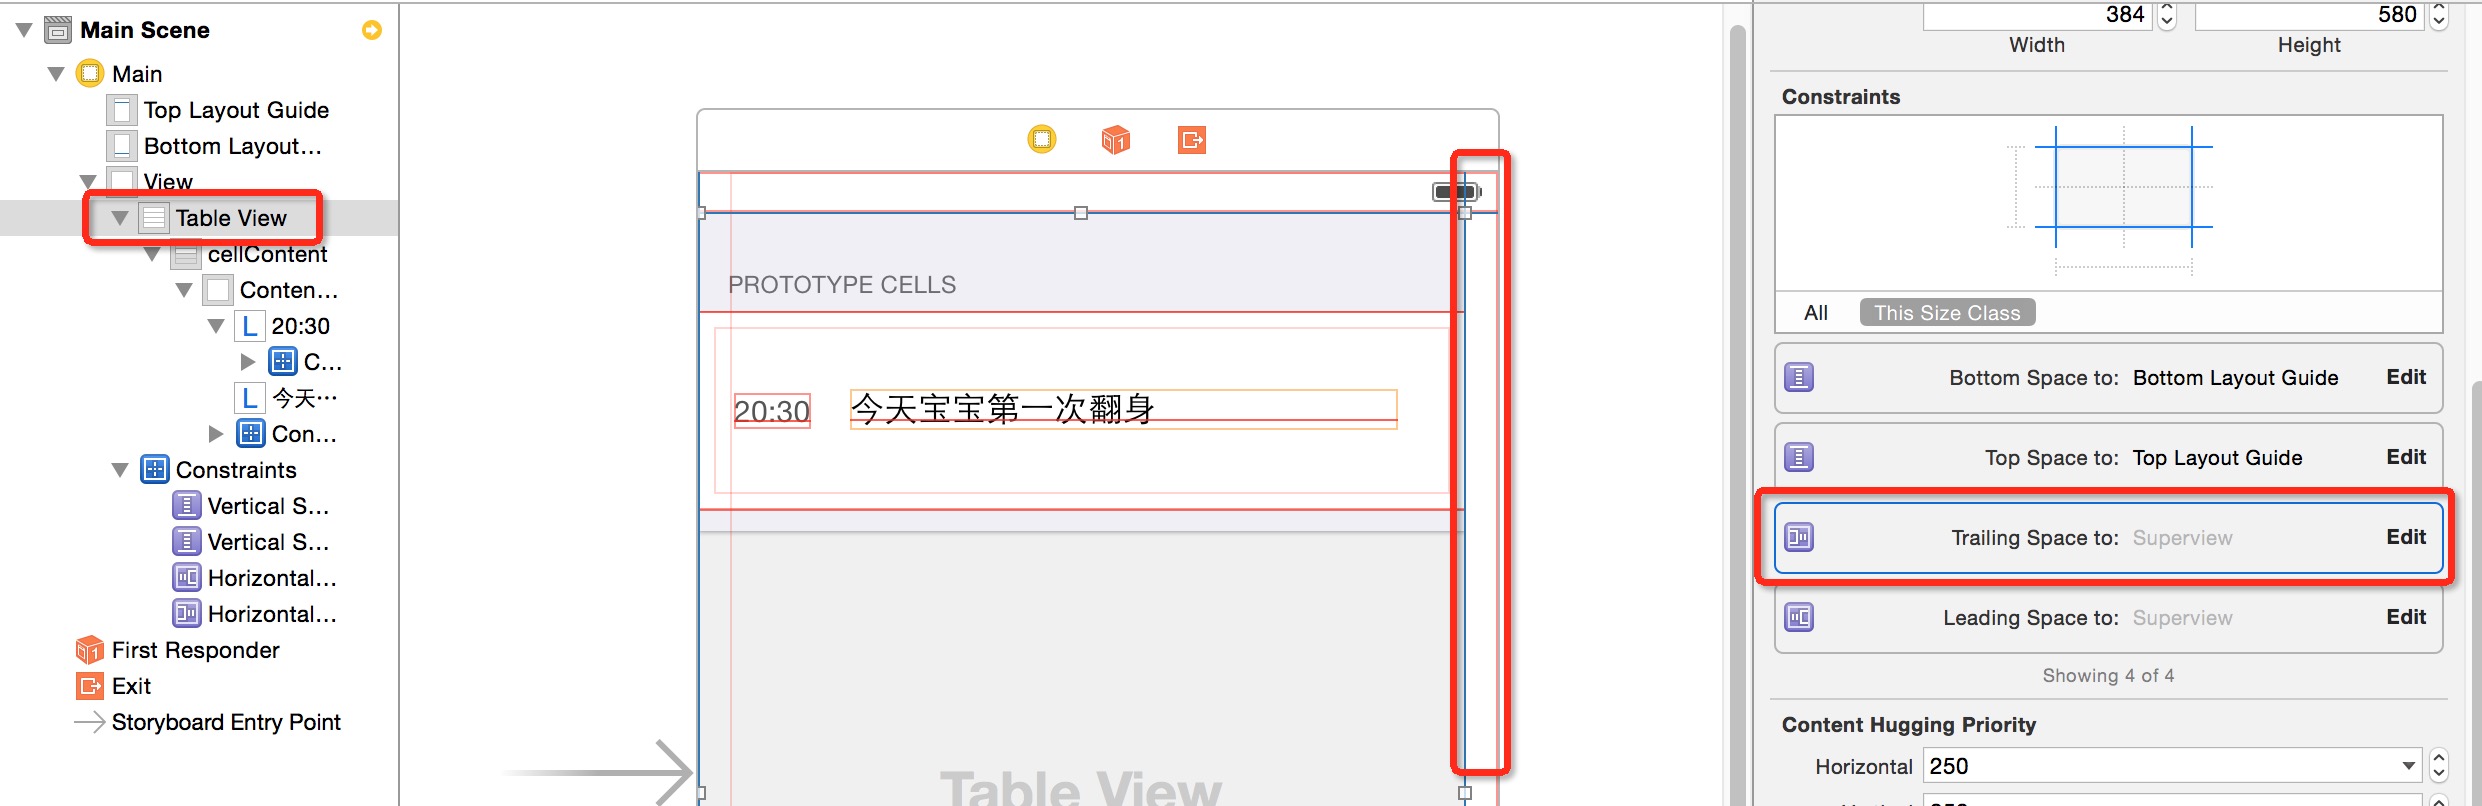 Main Scene
Main
Top Layout Guide
Bottom Layout...
View
Table View
cellContent
Conten...
L 20:30
C...
L 今天...
Con...
Constraints
Vertical S...
Vertical S...
Horizontal...
Horizontal...
First Responder
Exit
Storyboard Entry Point
1
PROTOTYPE CELLS
20:30 今天宝宝第一次翻身
Table View
384 580
Width Height
Constraints
All This Size Class
Bottom Space to: Bottom Layout Guide Edit
Top Space to: Top Layout Guide Edit
Trailing Space to: Superview Edit
Leading Space to: Superview Edit
Showing 4 of 4
Content Hugging Priority
Horizontal 250